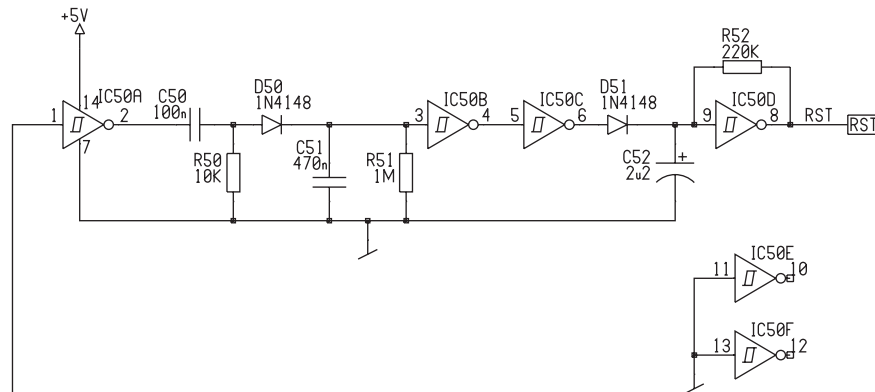 +5V
R52
220K
IC50A
C50
100n
D50
1N4148
IC50B
IC50C
D51
1N4148
IC50D
14
1
2
3
4
5
6
9
8
RST
RST
7
R50
10K
C51
470n
R51
1M
C52
+
2u2
IC50E
11
10
IC50F
13
12